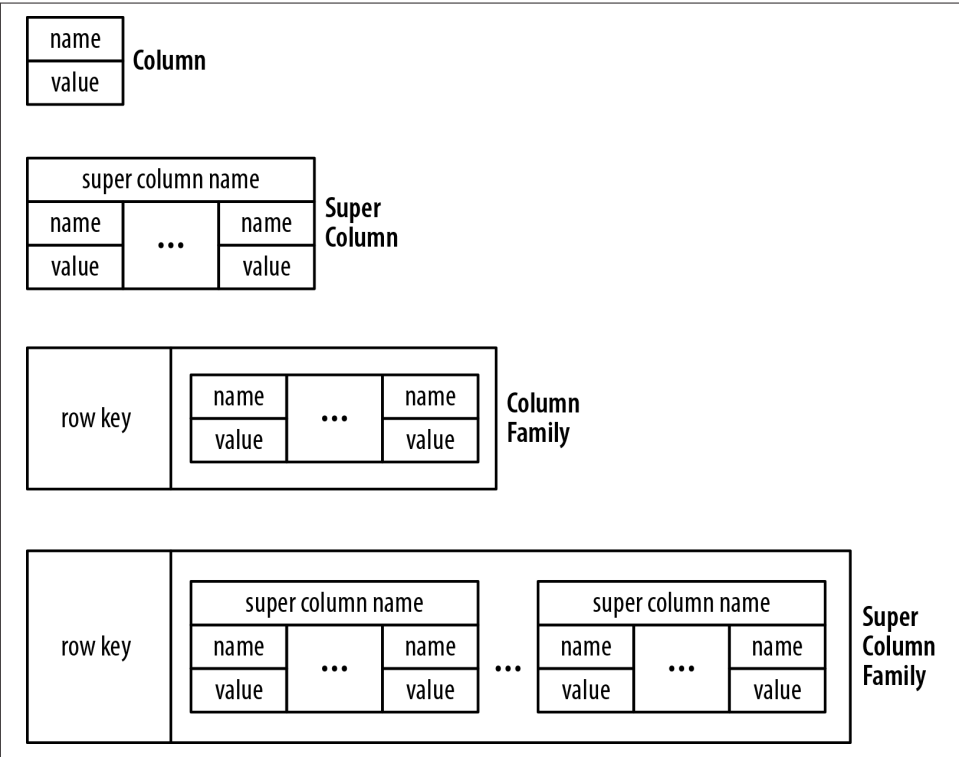 name
value
Column
super column name
name ... name
value value
Super
Column
row key
name ... name
value value
Column
Family
row key
super column name super column name
name ... name ... name ... name
value value value value
Super
Column
Family